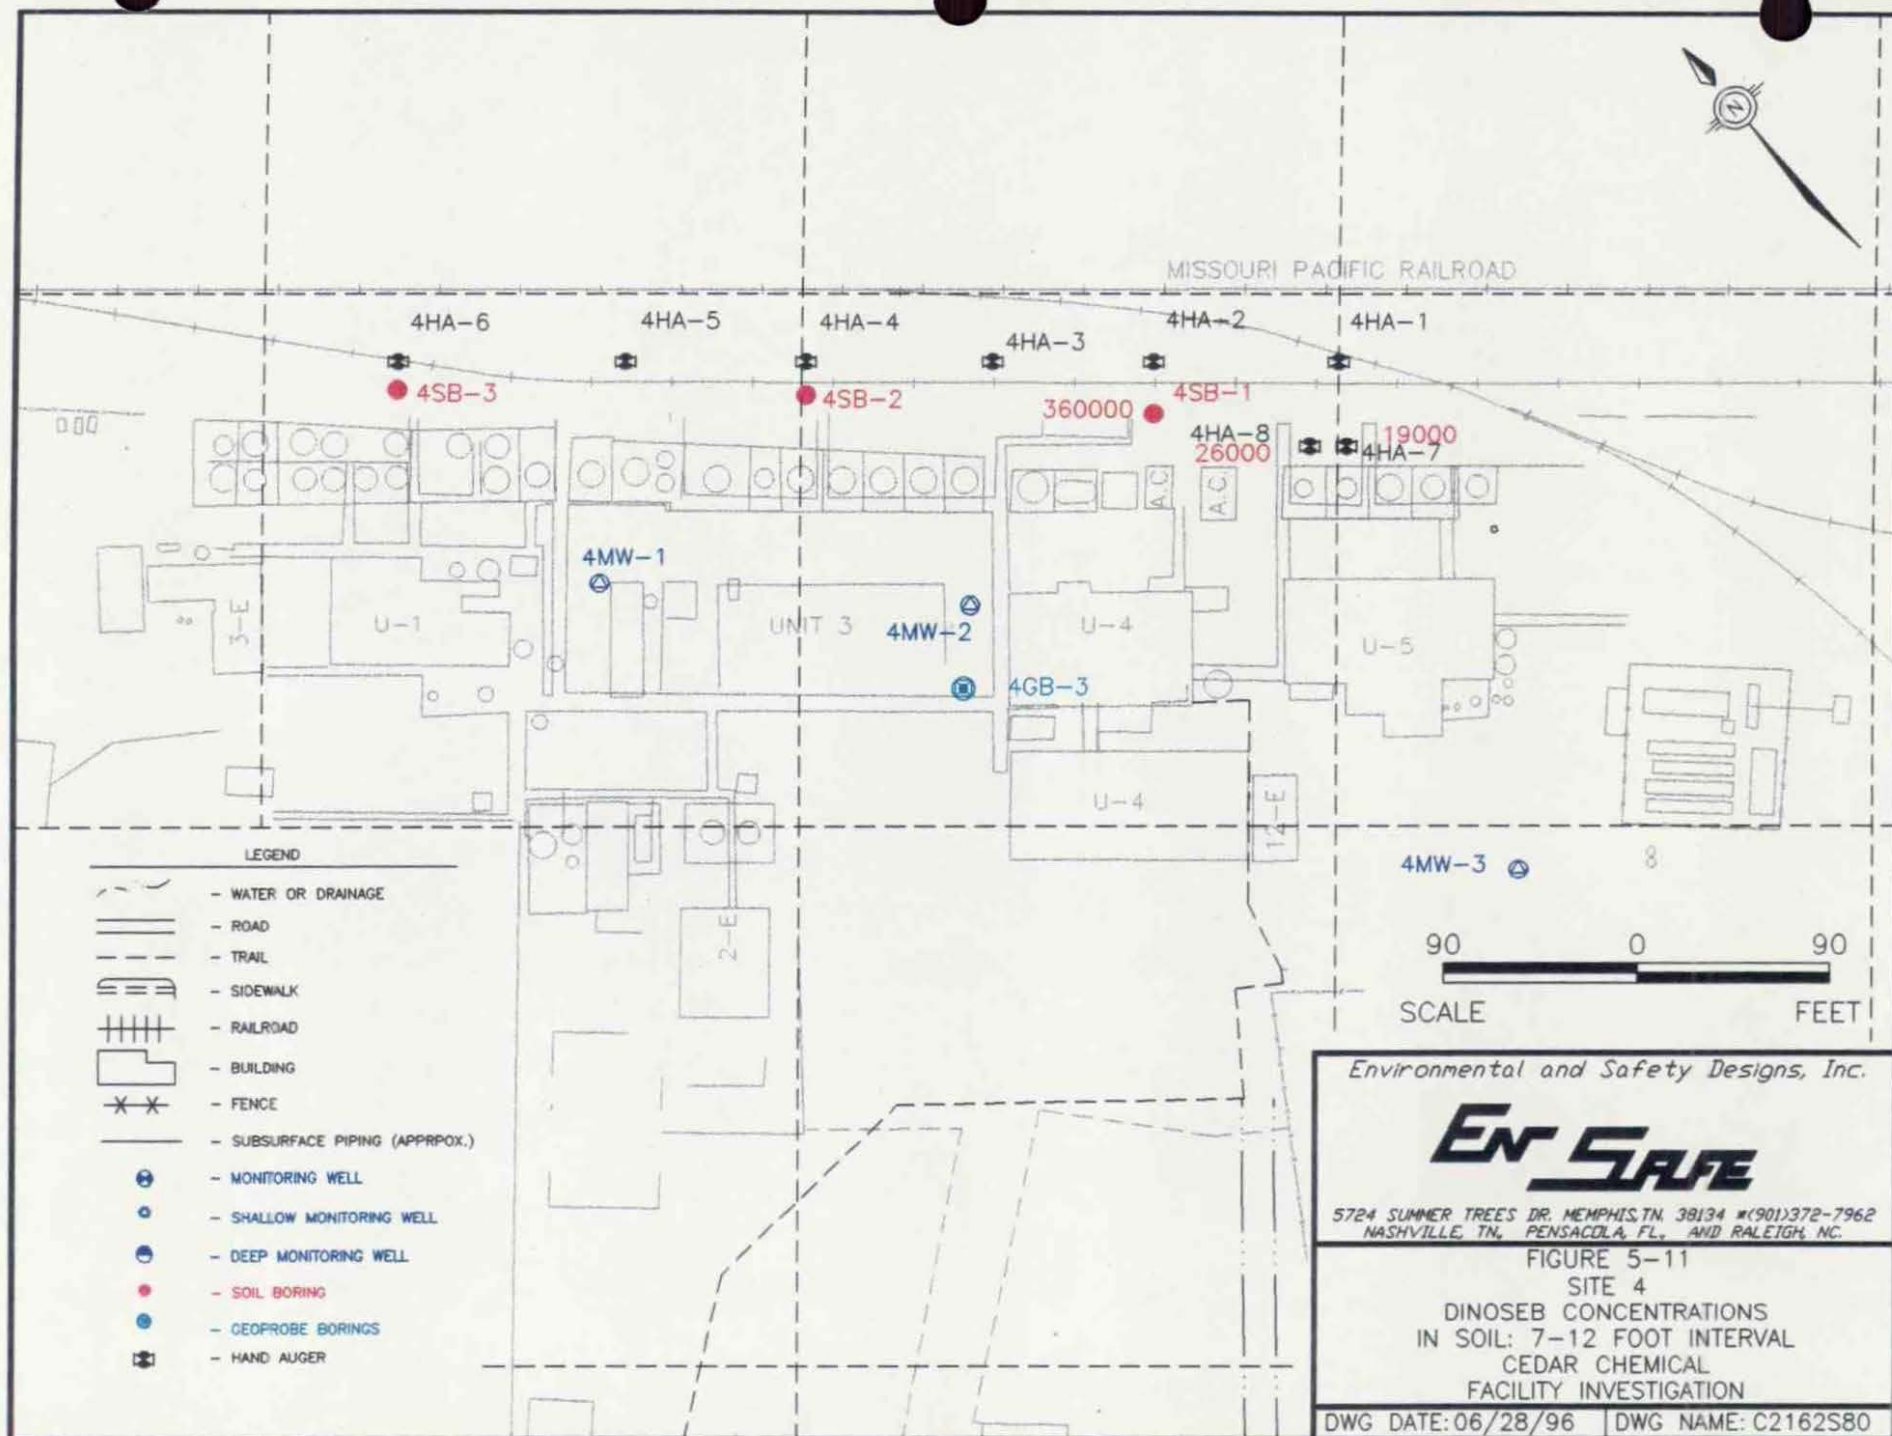 N
MISSOURI PACIFIC RAILROAD
4HA-6
4HA-5
4HA-4
4HA-3
4HA-2
4HA-1
4SB-3
4SB-2
360000
4SB-1
4HA-8
26000
19000
4HA-7
A.C.
A.C.
4MW-1
3-E
U-1
UNIT 3
4MW-2
U-4
U-5
4GB-3
U-4
12-E
2-E
4MW-3
8
LEGEND
- WATER OR DRAINAGE
- ROAD
- TRAIL
- SIDEWALK
- RAILROAD
- BUILDING
- FENCE
- SUBSURFACE PIPING (APPRPOX.)
- MONITORING WELL
- SHALLOW MONITORING WELL
- DEEP MONITORING WELL
- SOIL BORING
- GEOPROBE BORINGS
- HAND AUGER
90 0 90
SCALE FEET
Environmental and Safety Designs, Inc.
EN SAFE
5724 SUMMER TREES DR. MEMPHIS, TN. 38134 *(901)372-7962
NASHVILLE, TN., PENSACOLA, FL., AND RALEIGH, NC.
FIGURE 5-11
SITE 4
DINOSEB CONCENTRATIONS
IN SOIL: 7-12 FOOT INTERVAL
CEDAR CHEMICAL
FACILITY INVESTIGATION
DWG DATE: 06/28/96 DWG NAME: C2162S80